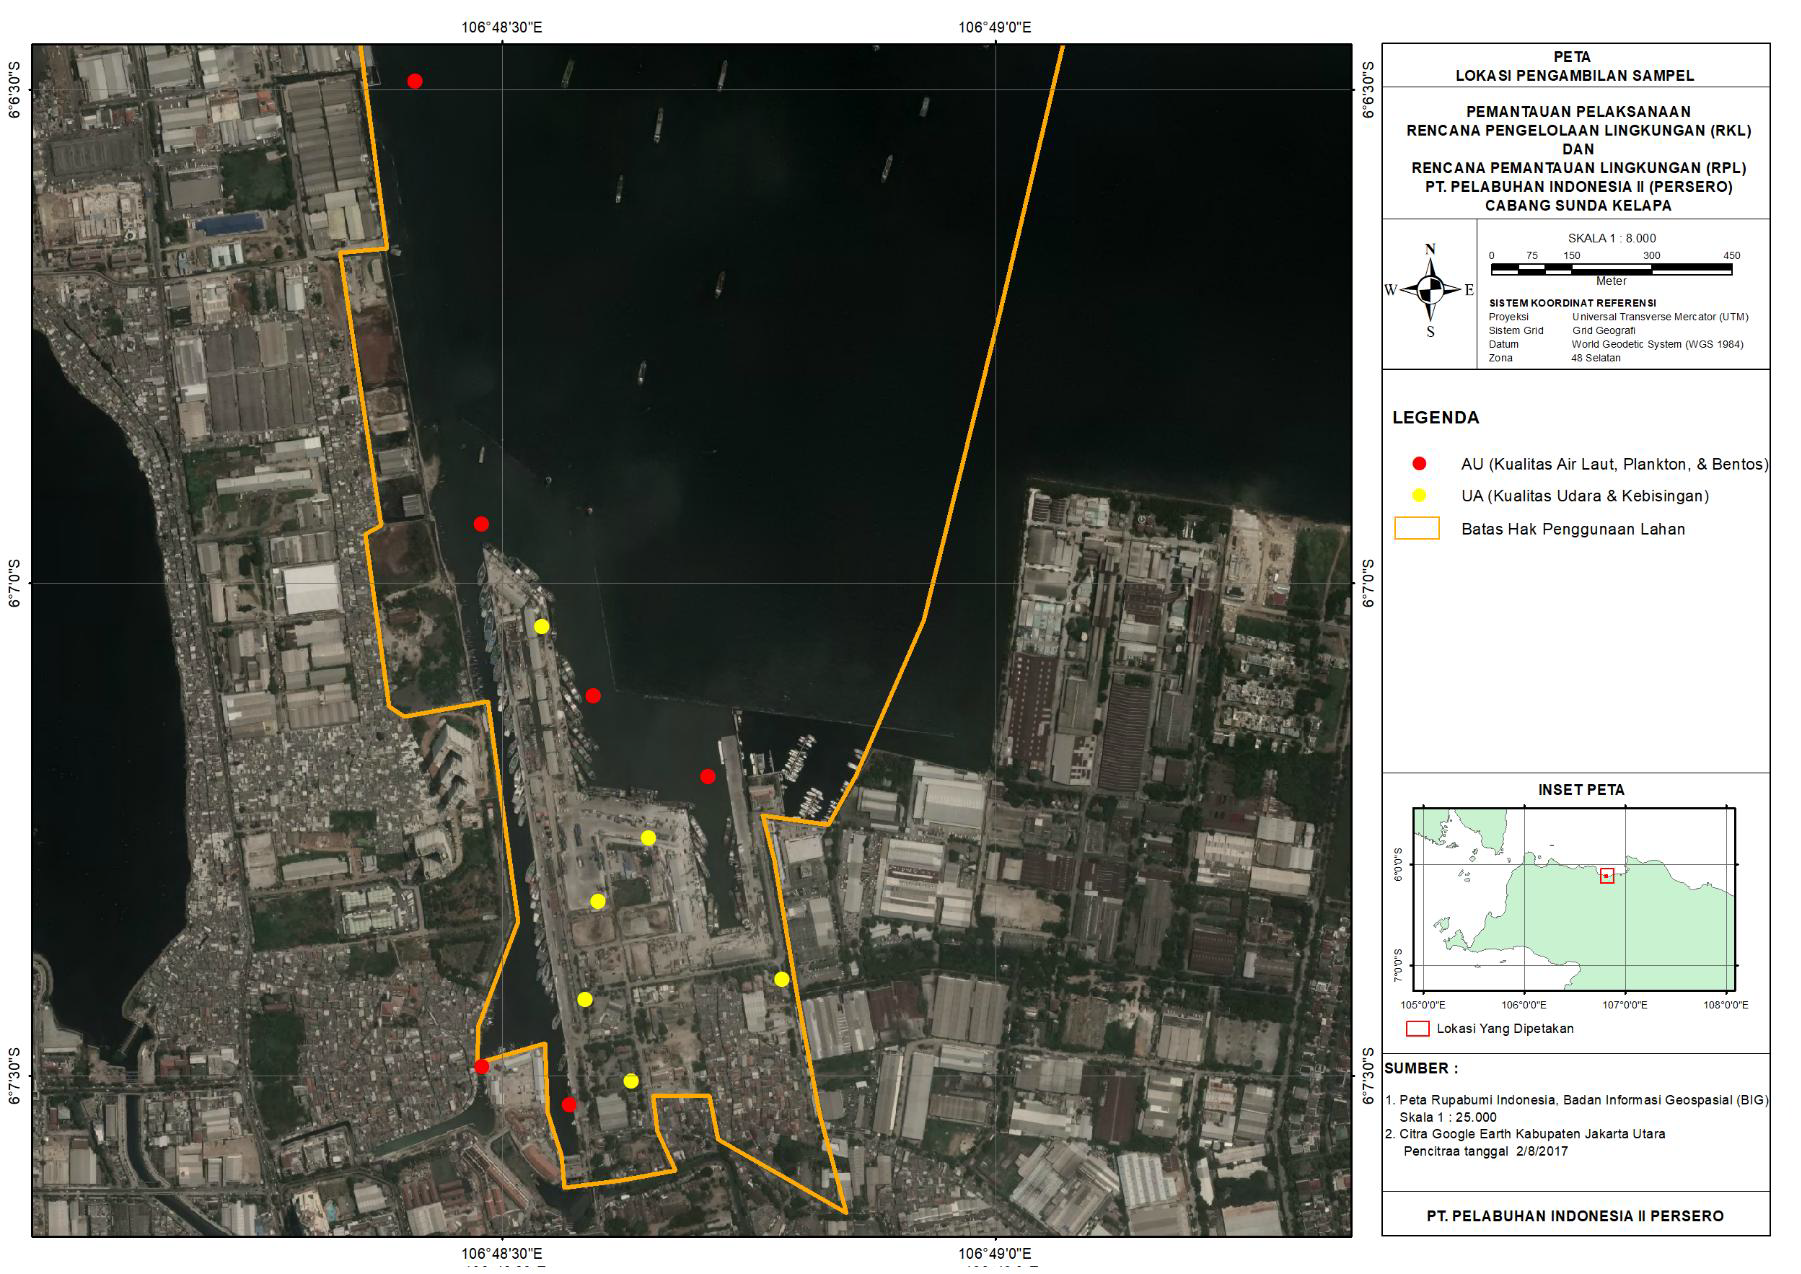 106°48'30"E
106°49'0"E
6°6'30"S
6°6'30"S
6°7'0"S
6°7'0"S
6°7'30"S
6°7'30"S
106°48'30"E
106°49'0"E
PETA
LOKASI PENGAMBILAN SAMPEL
PEMANTAUAN PELAKSANAAN
RENCANA PENGELOLAAN LINGKUNGAN (RKL)
DAN
RENCANA PEMANTAUAN LINGKUNGAN (RPL)
PT. PELABUHAN INDONESIA II (PERSERO)
CABANG SUNDA KELAPA
N
W
E
S
SKALA 1 : 8.000
0 75 150 300 450
Meter
SISTEM KOORDINAT REFERENSI
Proyeksi Universal Transverse Mercator (UTM)
Sistem Grid Grid Geografi
Datum World Geodetic System (WGS 1984)
Zona 48 Selatan
LEGENDA
AU (Kualitas Air Laut, Plankton, & Bentos)
UA (Kualitas Udara & Kebisingan)
Batas Hak Penggunaan Lahan
INSET PETA
6°0'0"S
7°0'0"S
105°0'0"E 106°0'0"E 107°0'0"E 108°0'0"E
Lokasi Yang Dipetakan
SUMBER :
1. Peta Rupabumi Indonesia, Badan Informasi Geospasial (BIG)
Skala 1 : 25.000
2. Citra Google Earth Kabupaten Jakarta Utara
Pencitraa tanggal 2/8/2017
PT. PELABUHAN INDONESIA II PERSERO